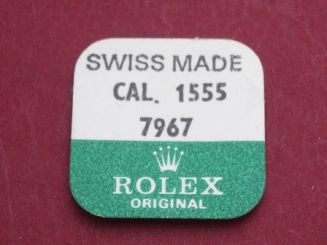 SWISS MADE
CAL. 1555
7967
ROLEX
ORIGINAL